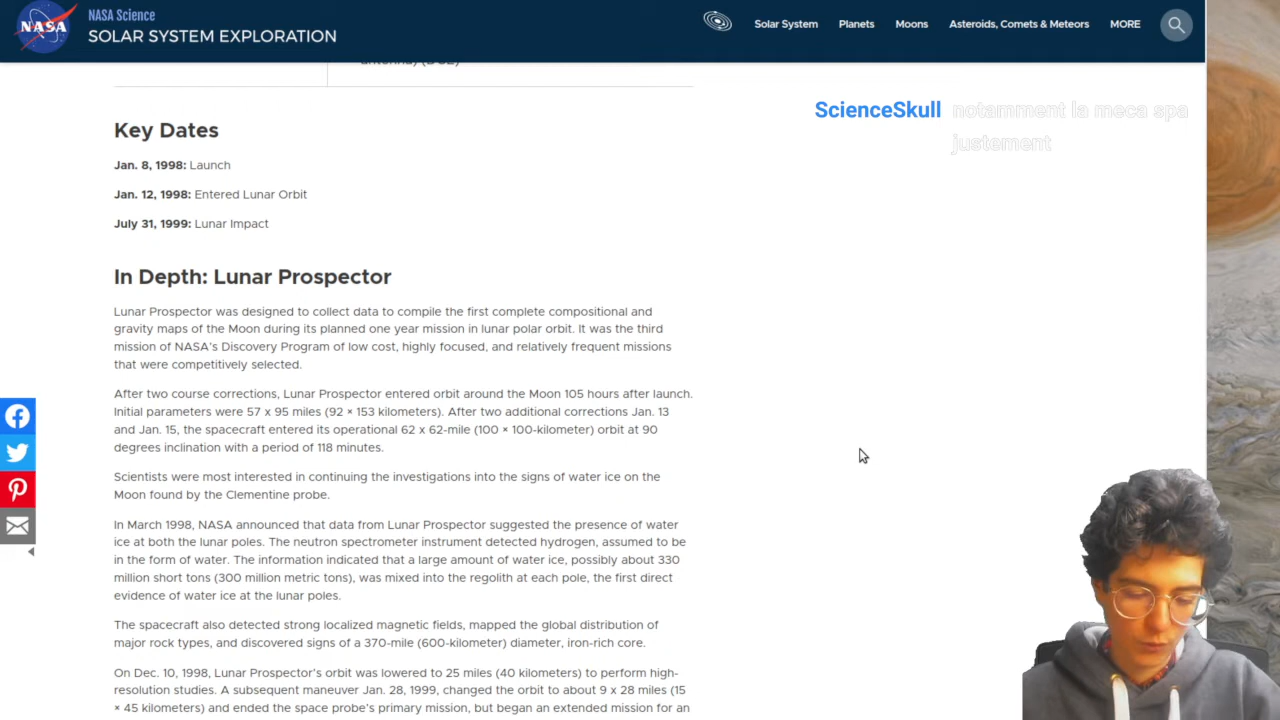 NASA
NASA Science
SOLAR SYSTEM EXPLORATION
Solar System
Planets
Moons
Asteroids, Comets & Meteors
MORE
ScienceSkull notamment la meca spa
justement
Key Dates
Jan. 8, 1998: Launch
Jan. 12, 1998: Entered Lunar Orbit
July 31, 1999: Lunar Impact
In Depth: Lunar Prospector
Lunar Prospector was designed to collect data to compile the first complete compositional and
gravity maps of the Moon during its planned one year mission in lunar polar orbit. It was the third
mission of NASA's Discovery Program of low cost, highly focused, and relatively frequent missions
that were competitively selected.
After two course corrections, Lunar Prospector entered orbit around the Moon 105 hours after launch.
Initial parameters were 57 x 95 miles (92 × 153 kilometers). After two additional corrections Jan. 13
and Jan. 15, the spacecraft entered its operational 62 x 62-mile (100 × 100-kilometer) orbit at 90
degrees inclination with a period of 118 minutes.
Scientists were most interested in continuing the investigations into the signs of water ice on the
Moon found by the Clementine probe.
In March 1998, NASA announced that data from Lunar Prospector suggested the presence of water
ice at both the lunar poles. The neutron spectrometer instrument detected hydrogen, assumed to be
in the form of water. The information indicated that a large amount of water ice, possibly about 330
million short tons (300 million metric tons), was mixed into the regolith at each pole, the first direct
evidence of water ice at the lunar poles.
The spacecraft also detected strong localized magnetic fields, mapped the global distribution of
major rock types, and discovered signs of a 370-mile (600-kilometer) diameter, iron-rich core.
On Dec. 10, 1998, Lunar Prospector's orbit was lowered to 25 miles (40 kilometers) to perform high-
resolution studies. A subsequent maneuver Jan. 28, 1999, changed the orbit to about 9 x 28 miles (15
× 45 kilometers) and ended the space probe's primary mission, but began an extended mission for an